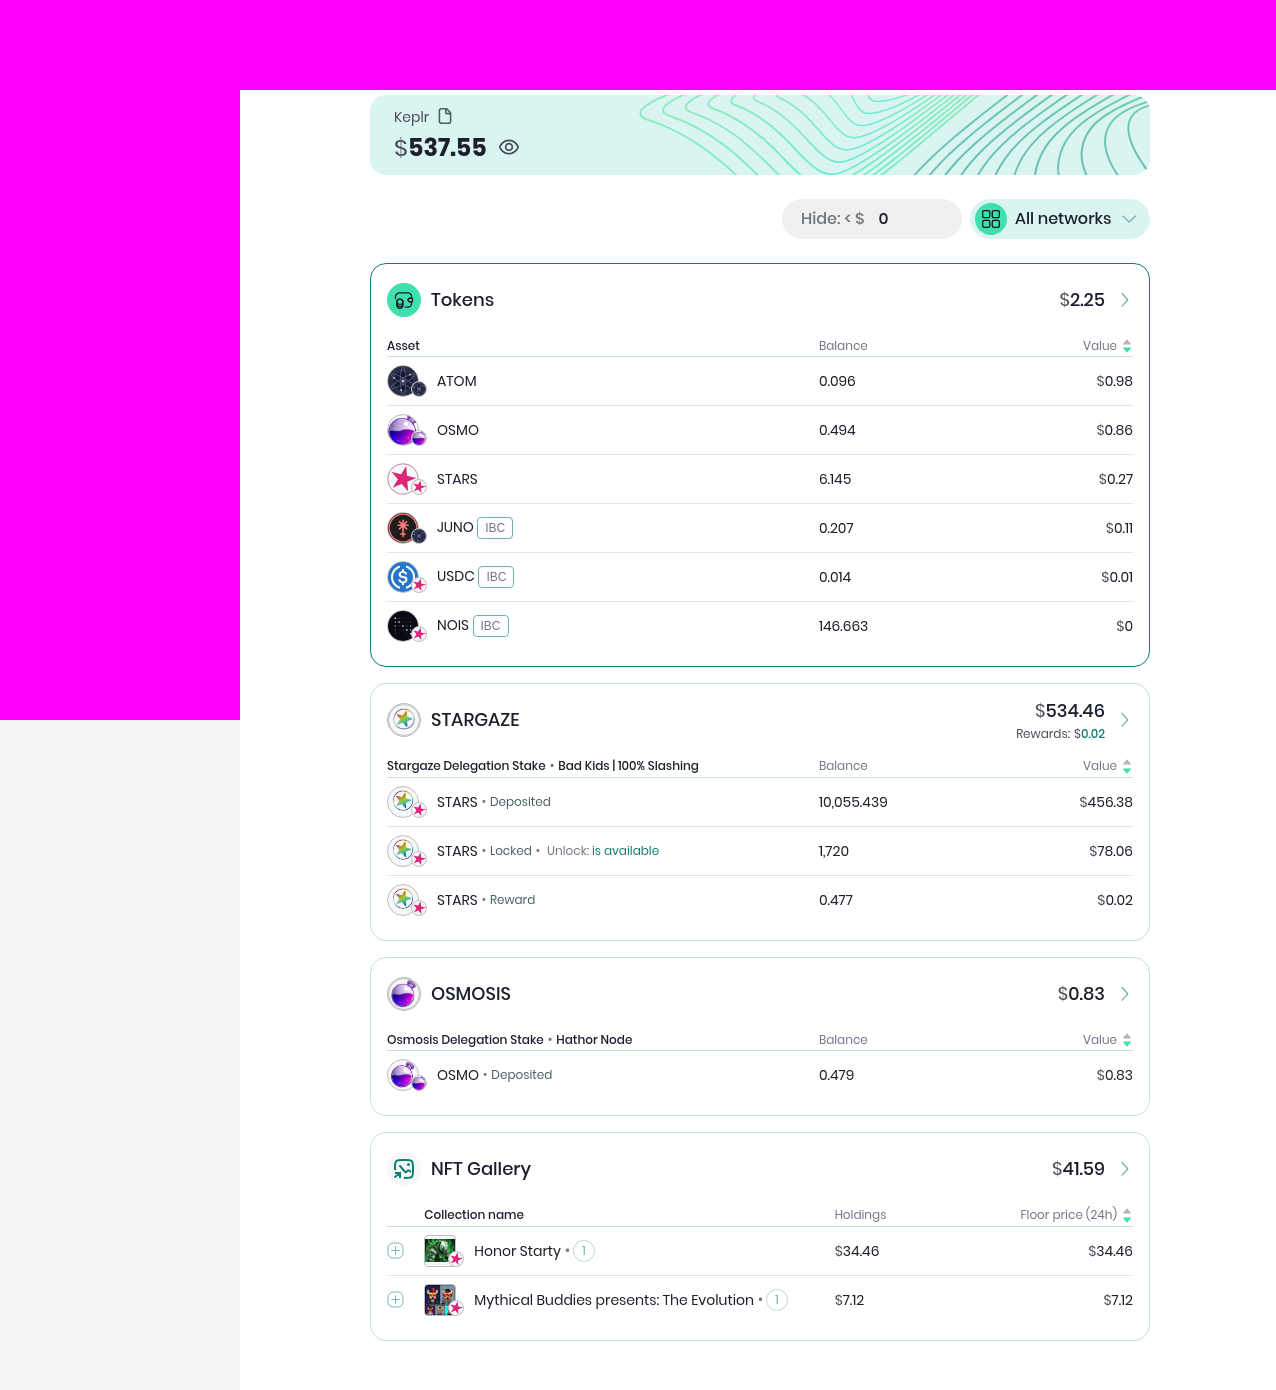 Keplr
$537.55
Hide: < $ 0 All networks
Tokens $2.25
Asset Balance Value
ATOM 0.096 $0.98
OSMO 0.494 $0.86
STARS 6.145 $0.27
JUNO IBC 0.207 $0.11
USDC IBC 0.014 $0.01
NOIS IBC 146.663 $0
STARGAZE $534.46
Rewards: $0.02
Stargaze Delegation Stake • Bad Kids | 100% Slashing Balance Value
STARS • Deposited 10,055.439 $456.38
STARS • Locked • Unlock: is available 1,720 $78.06
STARS • Reward 0.477 $0.02
OSMOSIS $0.83
Osmosis Delegation Stake • Hathor Node Balance Value
OSMO • Deposited 0.479 $0.83
NFT Gallery $41.59
Collection name Holdings Floor price (24h)
Honor Starty • 1 $34.46 $34.46
Mythical Buddies presents: The Evolution • 1 $7.12 $7.12